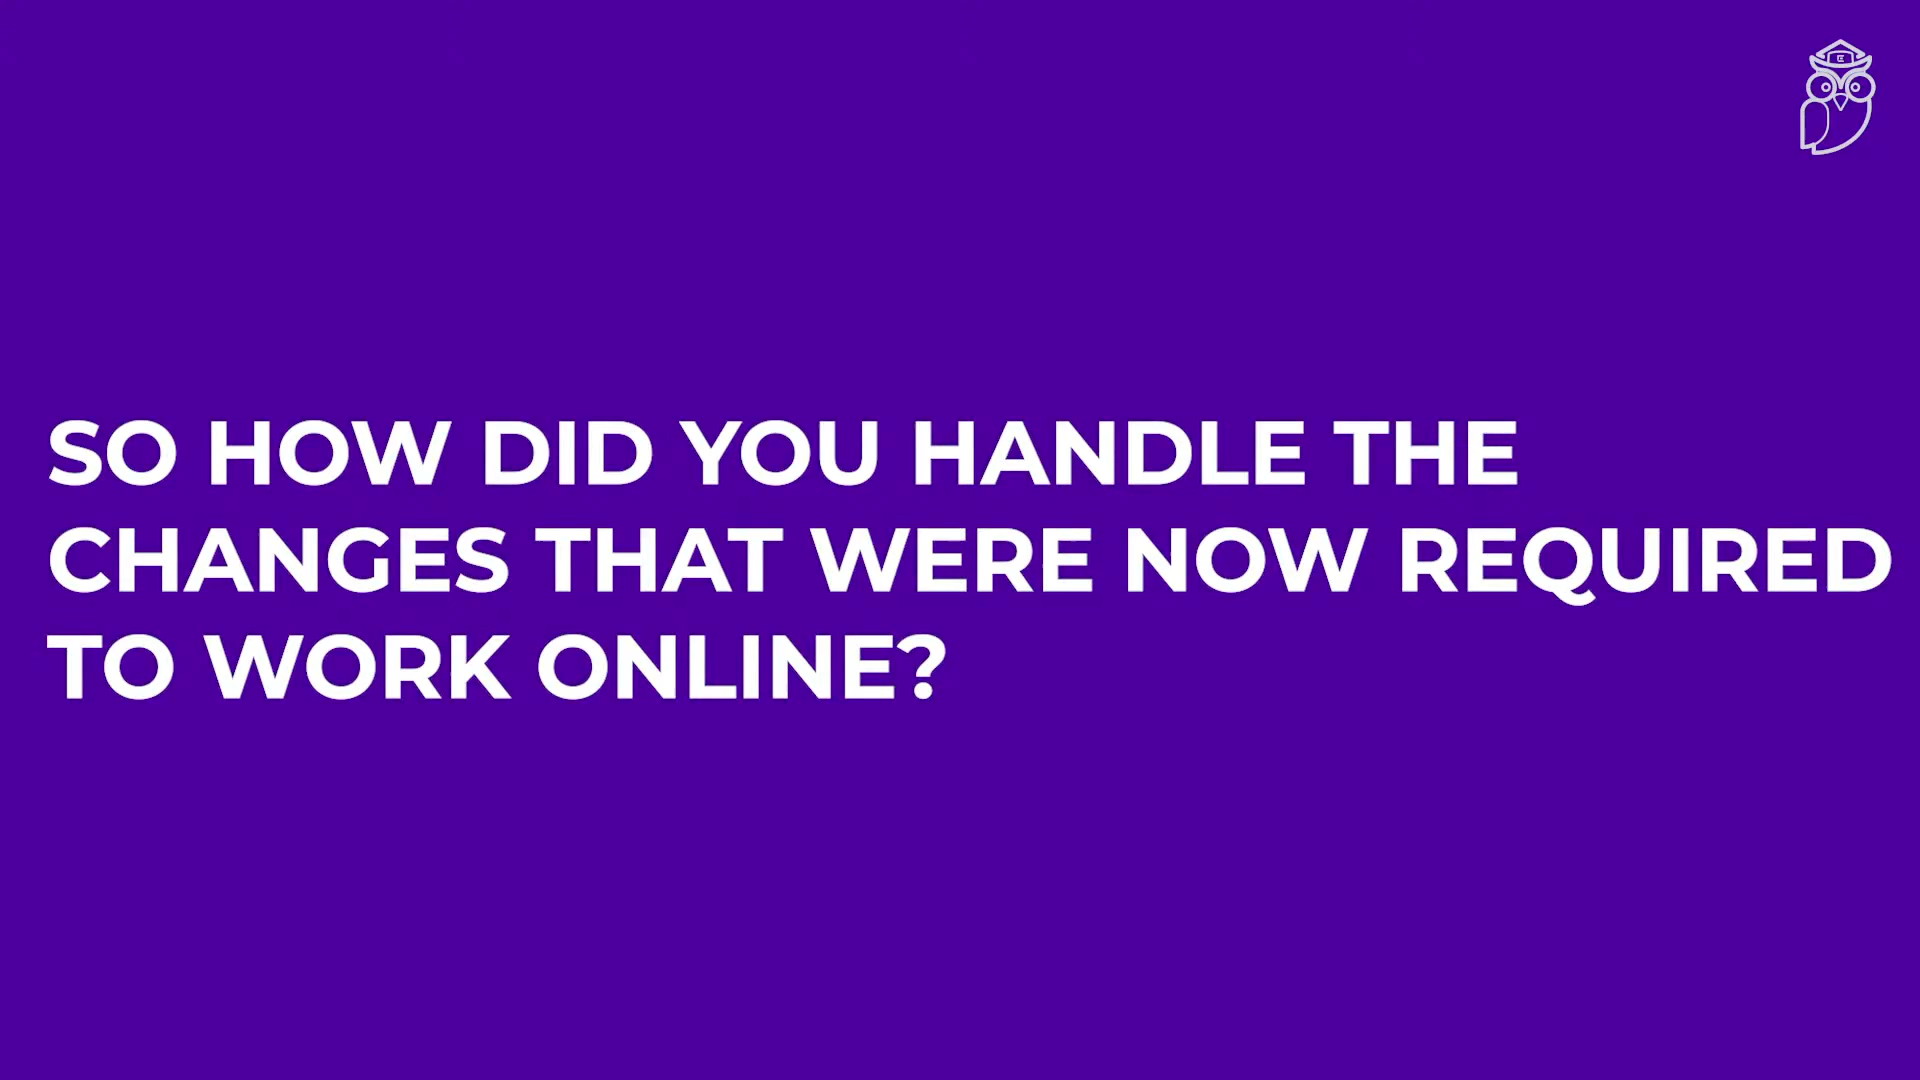 SO HOW DID YOU HANDLE THE
CHANGES THAT WERE NOW REQUIRED
TO WORK ONLINE?